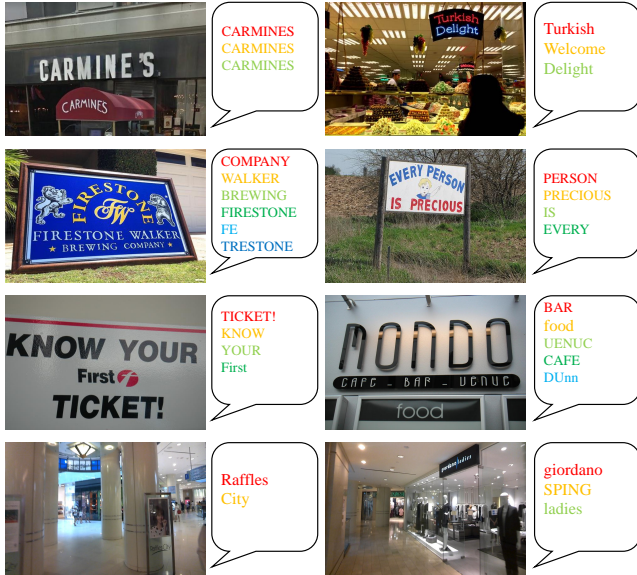 CARMINE'S
CARMINES
CARMINES
CARMINES
CARMINES
Turkish
Delight
Turkish
Welcome
Delight
FIRESTONE
FW
FIRESTONE WALKER
★ BREWING COMPANY ★
COMPANY
WALKER
BREWING
FIRESTONE
FE
TRESTONE
EVERY PERSON
IS PRECIOUS
PERSON
PRECIOUS
IS
EVERY
KNOW YOUR
First
TICKET!
TICKET!
KNOW
YOUR
First
MONDO
CAFE - BAR - VENUE
food
BAR
food
UENUC
CAFE
DUnn
Raffles
City
ladies
giordano
SPING
ladies